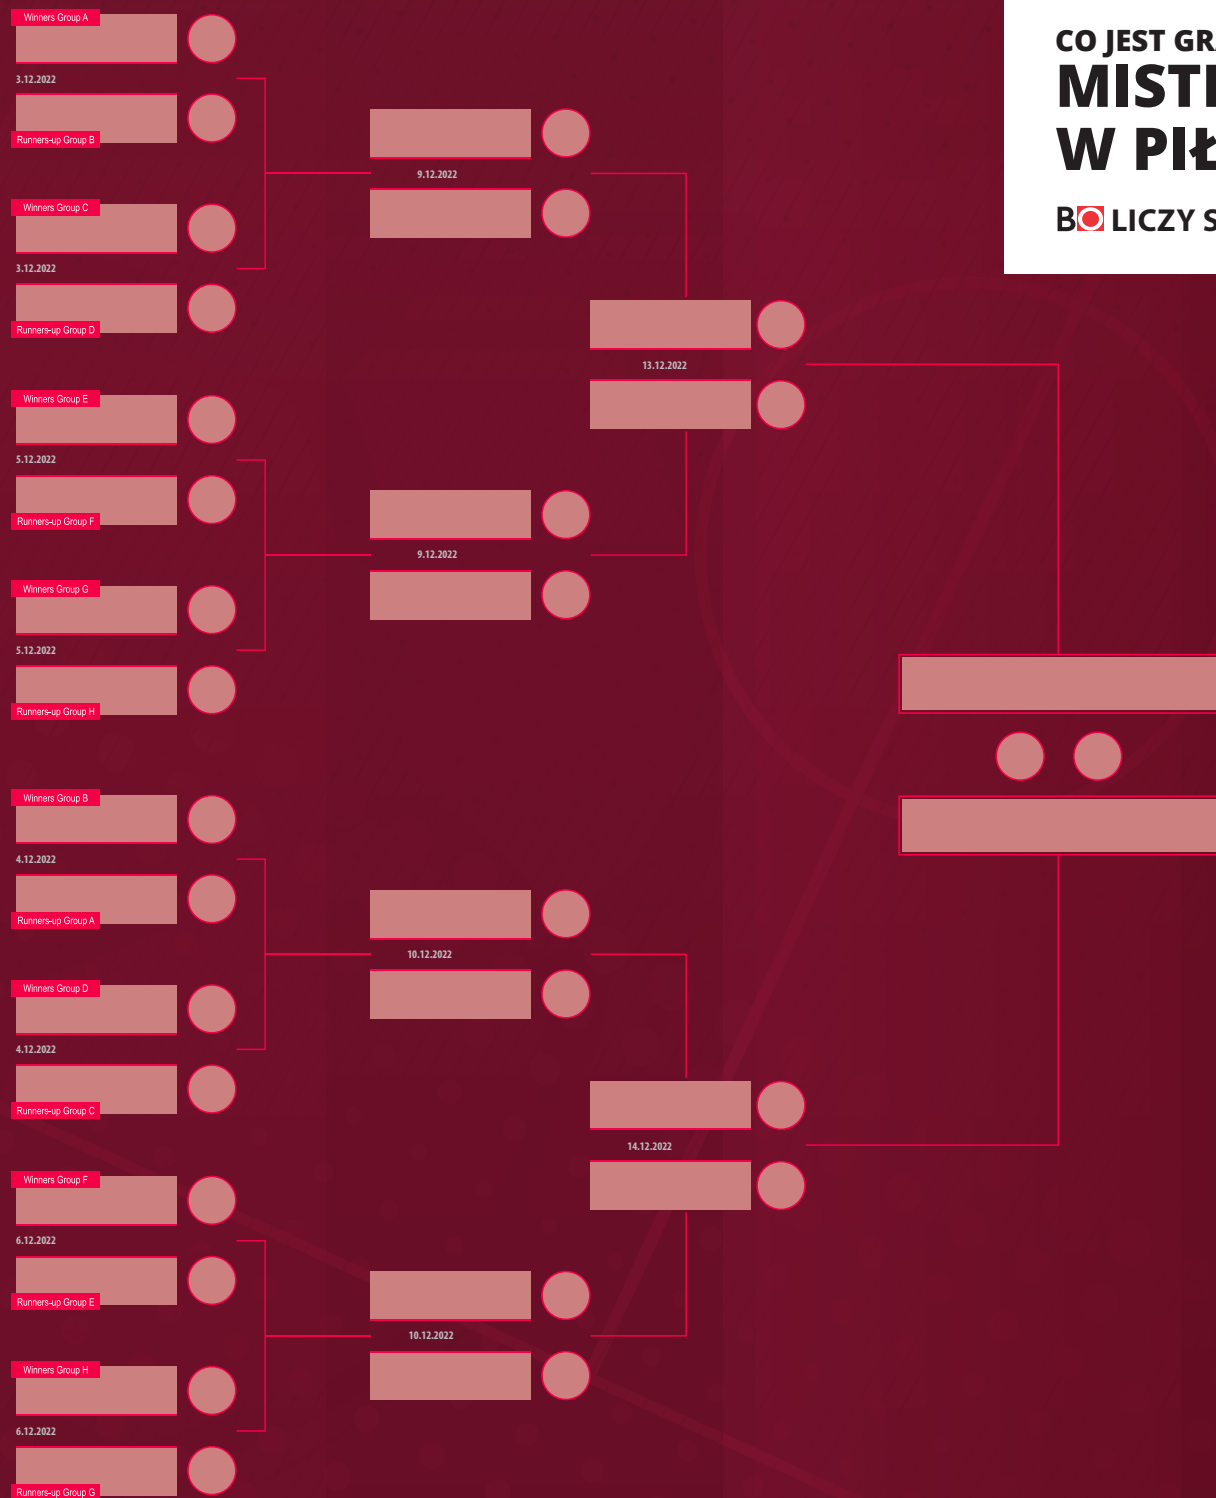 Winners Group A
3.12.2022
Runners-up Group B
Winners Group C
3.12.2022
Runners-up Group D
Winners Group E
5.12.2022
Runners-up Group F
Winners Group G
5.12.2022
Runners-up Group H
Winners Group B
4.12.2022
Runners-up Group A
Winners Group D
4.12.2022
Runners-up Group C
Winners Group F
6.12.2022
Runners-up Group E
Winners Group H
6.12.2022
Runners-up Group G
9.12.2022
9.12.2022
10.12.2022
10.12.2022
13.12.2022
14.12.2022
CO JEST GR
MIST
W PIŁ
BO LICZY S